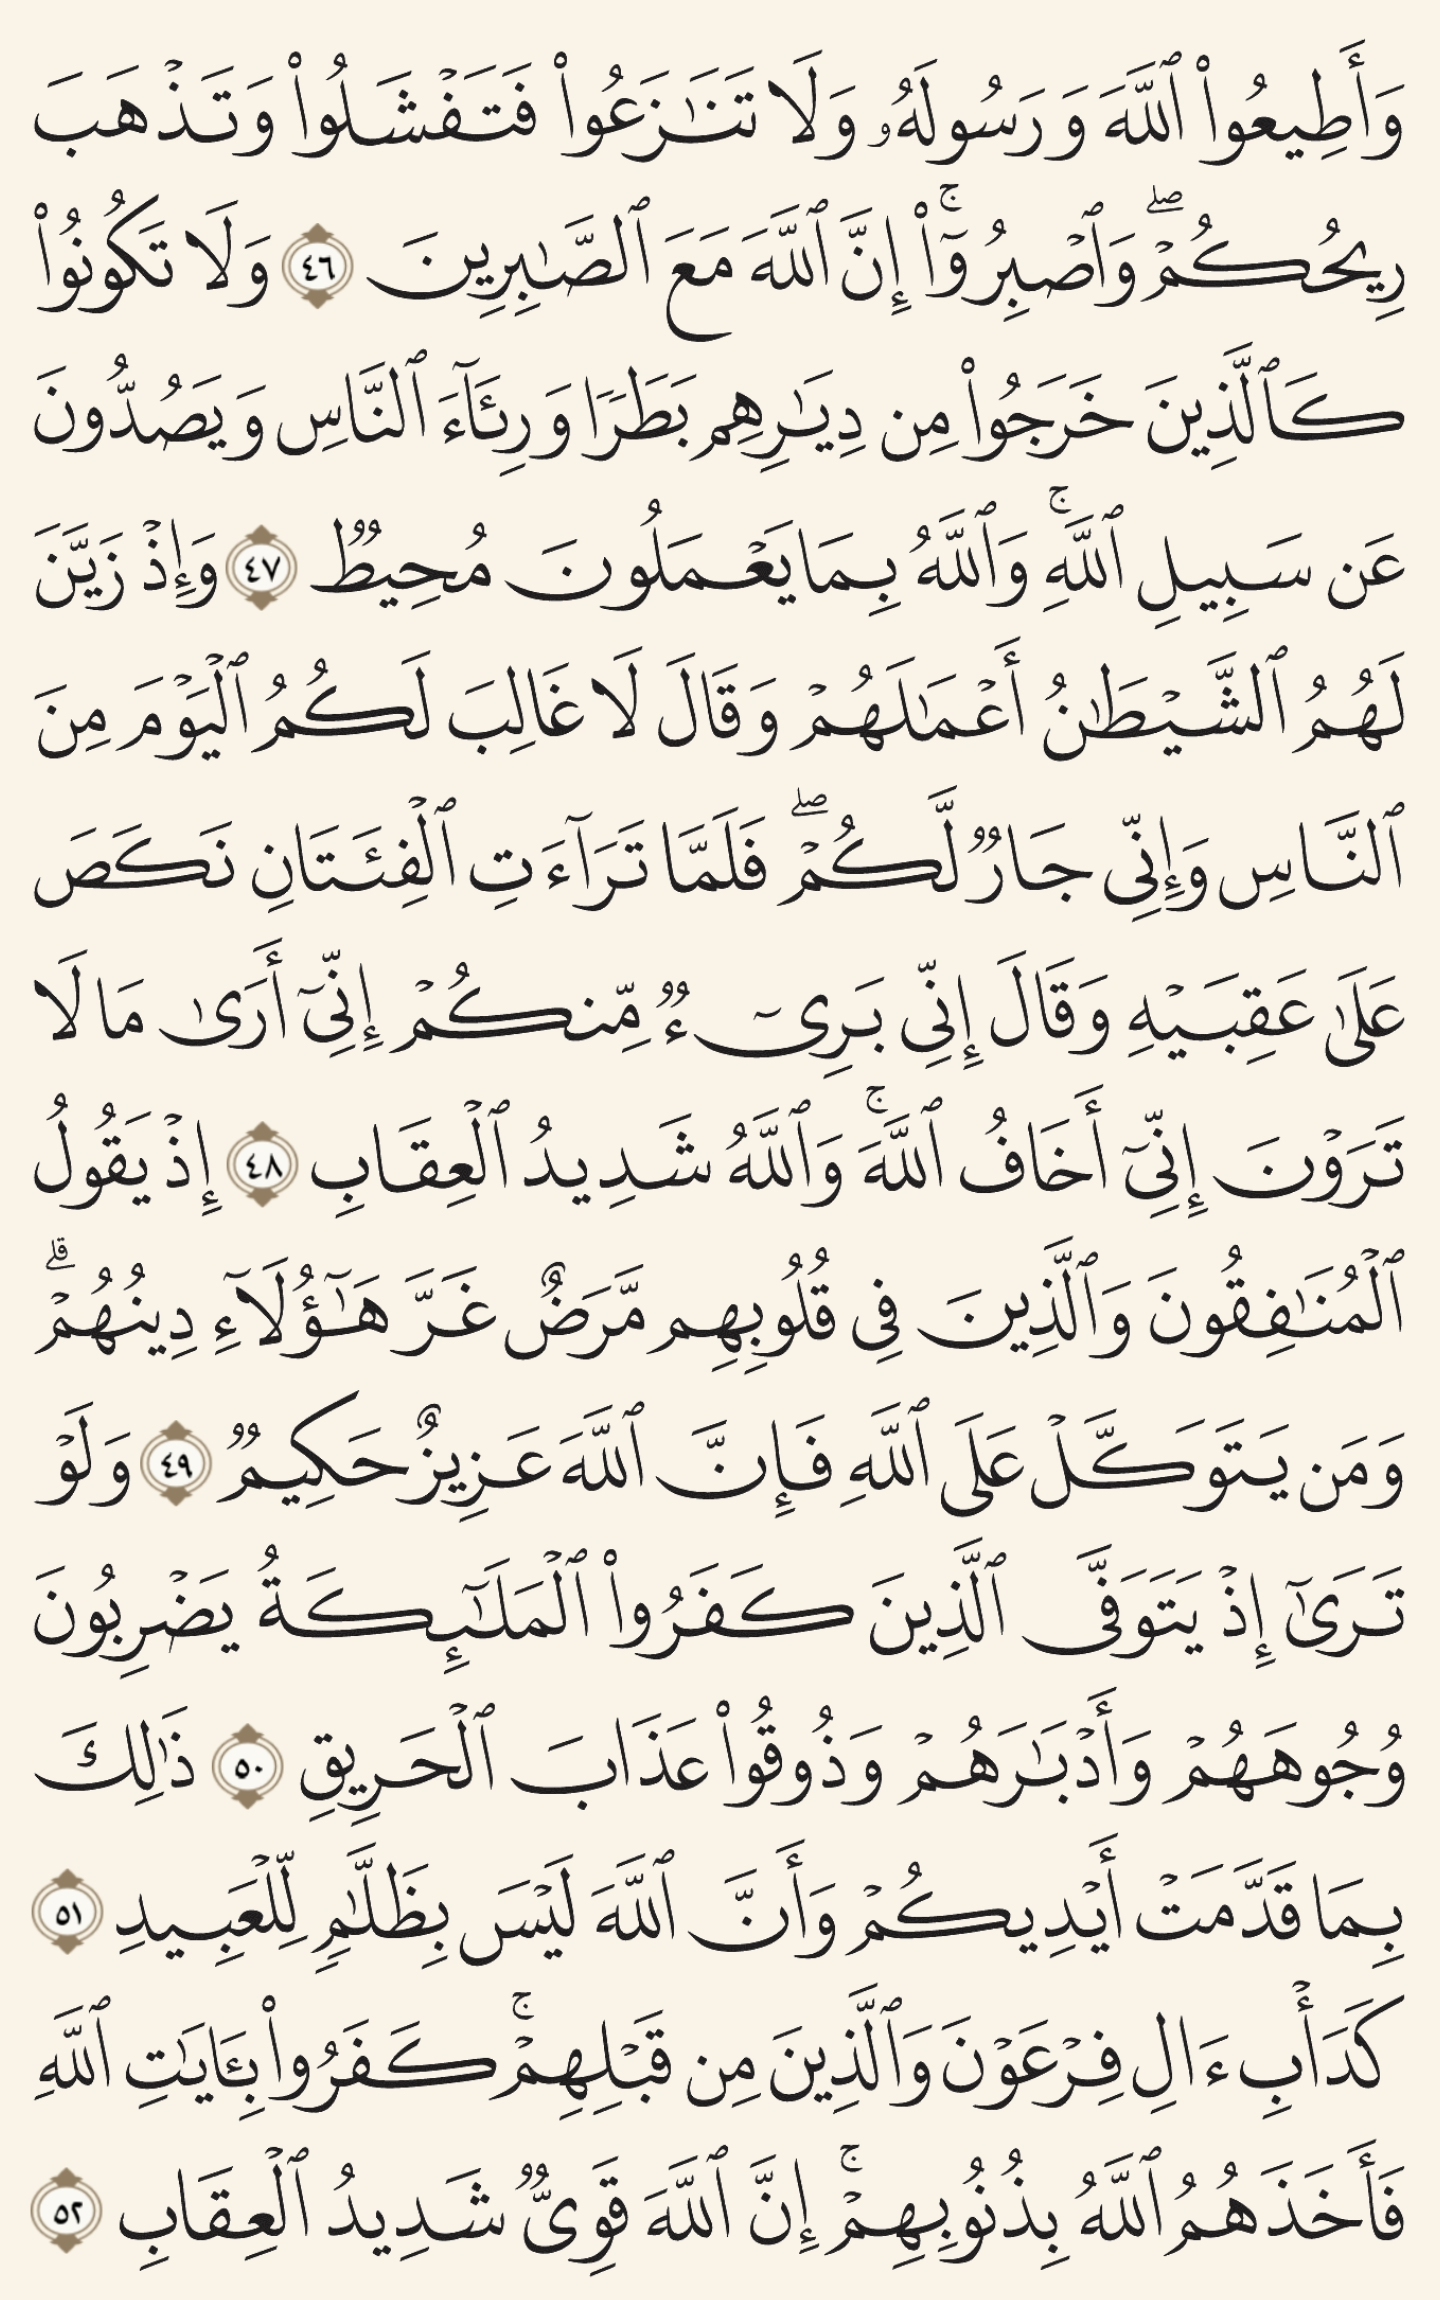 وَأَطِيعُوا۟ ٱللَّهَ وَرَسُولَهُۥ وَلَا تَنَـٰزَعُوا۟ فَتَفْشَلُوا۟ وَتَذْهَبَ
رِيحُكُمْ ۖ وَٱصْبِرُوٓا۟ ۚ إِنَّ ٱللَّهَ مَعَ ٱلصَّـٰبِرِينَ ٤٦ وَلَا تَكُونُوا۟
كَٱلَّذِينَ خَرَجُوا۟ مِن دِيَـٰرِهِم بَطَرًا وَرِئَآءَ ٱلنَّاسِ وَيَصُدُّونَ
عَن سَبِيلِ ٱللَّهِ ۚ وَٱللَّهُ بِمَا يَعْمَلُونَ مُحِيطٌ ٤٧ وَإِذْ زَيَّنَ
لَهُمُ ٱلشَّيْطَـٰنُ أَعْمَـٰلَهُمْ وَقَالَ لَا غَالِبَ لَكُمُ ٱلْيَوْمَ مِنَ
ٱلنَّاسِ وَإِنِّى جَارٌ لَّكُمْ ۖ فَلَمَّا تَرَآءَتِ ٱلْفِئَتَانِ نَكَصَ
عَلَىٰ عَقِبَيْهِ وَقَالَ إِنِّى بَرِىٓءٌ مِّنكُمْ إِنِّىٓ أَرَىٰ مَا لَا
تَرَوْنَ إِنِّىٓ أَخَافُ ٱللَّهَ ۚ وَٱللَّهُ شَدِيدُ ٱلْعِقَابِ ٤٨ إِذْ يَقُولُ
ٱلْمُنَـٰفِقُونَ وَٱلَّذِينَ فِى قُلُوبِهِم مَّرَضٌ غَرَّ هَـٰٓؤُلَآءِ دِينُهُمْ ۗ
وَمَن يَتَوَكَّلْ عَلَى ٱللَّهِ فَإِنَّ ٱللَّهَ عَزِيزٌ حَكِيمٌ ٤٩ وَلَوْ
تَرَىٰٓ إِذْ يَتَوَفَّى ٱلَّذِينَ كَفَرُوا۟ ٱلْمَلَـٰٓئِكَةُ يَضْرِبُونَ
وُجُوهَهُمْ وَأَدْبَـٰرَهُمْ وَذُوقُوا۟ عَذَابَ ٱلْحَرِيقِ ٥٠ ذَٰلِكَ
بِمَا قَدَّمَتْ أَيْدِيكُمْ وَأَنَّ ٱللَّهَ لَيْسَ بِظَلَّـٰمٍ لِّلْعَبِيدِ ٥١
كَدَأْبِ ءَالِ فِرْعَوْنَ وَٱلَّذِينَ مِن قَبْلِهِمْ ۚ كَفَرُوا۟ بِـَٔايَـٰتِ ٱللَّهِ
فَأَخَذَهُمُ ٱللَّهُ بِذُنُوبِهِمْ ۚ إِنَّ ٱللَّهَ قَوِىٌّ شَدِيدُ ٱلْعِقَابِ ٥٢